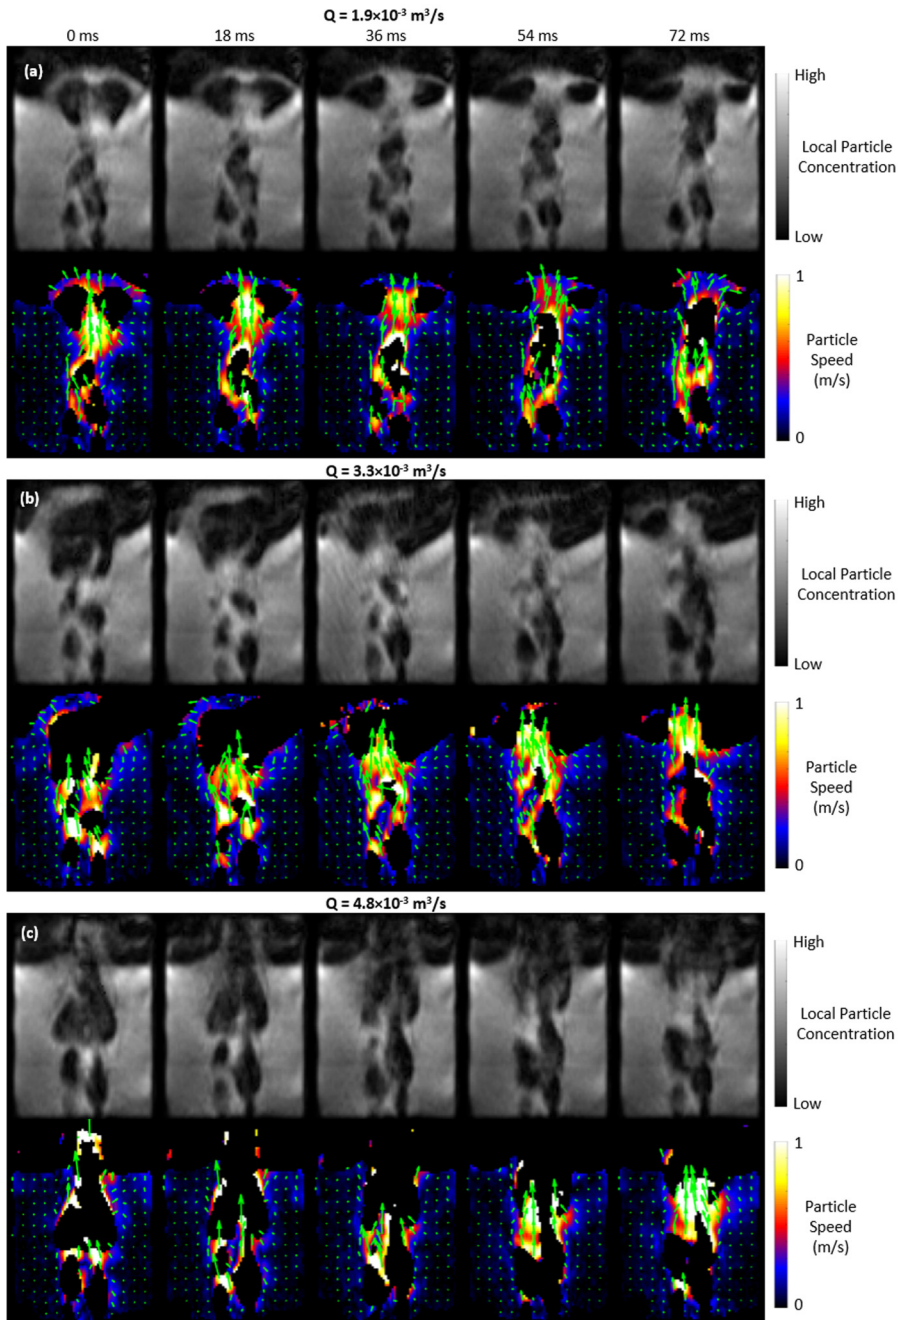 Q = 1.9×10⁻³ m³/s
0 ms 18 ms 36 ms 54 ms 72 ms
(a)
High
Local Particle
Concentration
Low
1
Particle
Speed
(m/s)
0
Q = 3.3×10⁻³ m³/s
(b)
High
Local Particle
Concentration
Low
1
Particle
Speed
(m/s)
0
Q = 4.8×10⁻³ m³/s
(c)
High
Local Particle
Concentration
Low
1
Particle
Speed
(m/s)
0